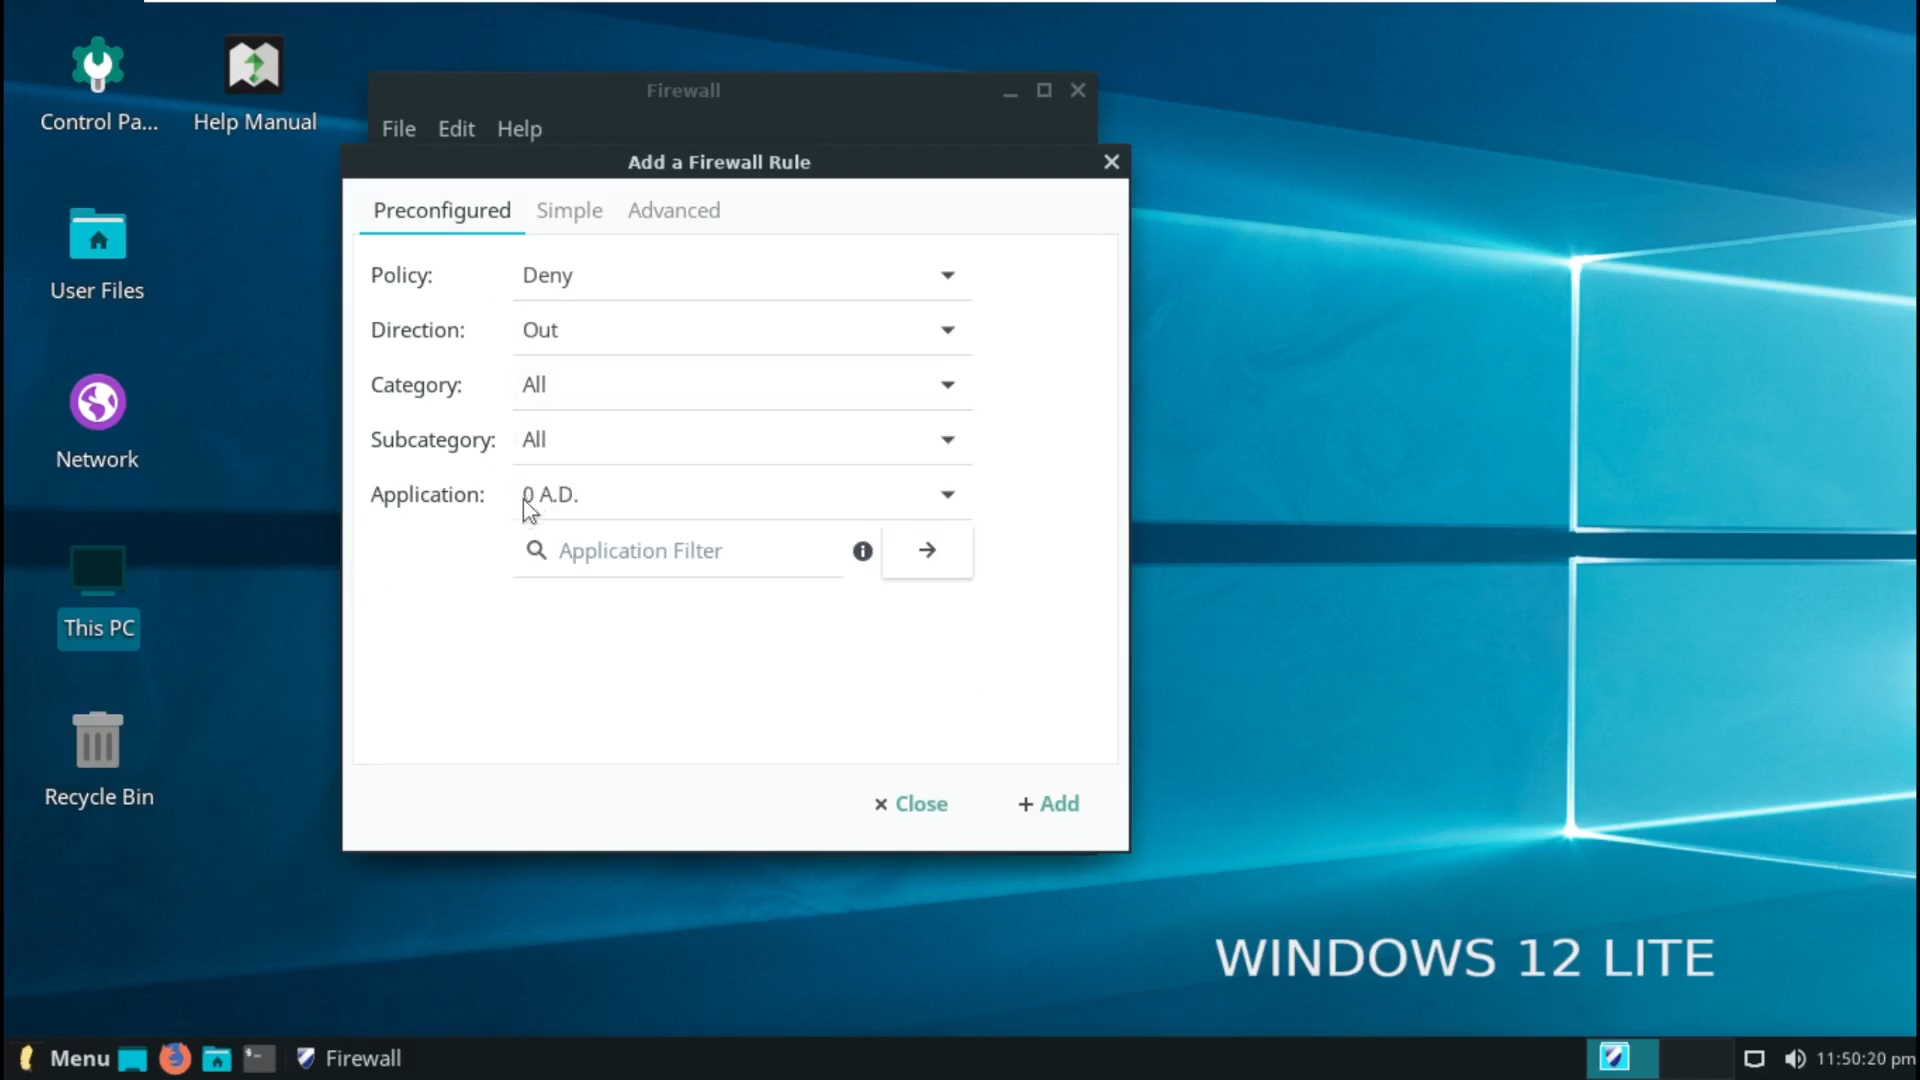 Control Pa...
Help Manual
User Files
Network
This PC
Recycle Bin
Firewall
File Edit Help
Add a Firewall Rule
Preconfigured Simple Advanced
Policy: Deny
Direction: Out
Category: All
Subcategory: All
Application: 0 A.D.
Application Filter
Close
Add
WINDOWS 12 LITE
Menu
Firewall
11:50:20 pm